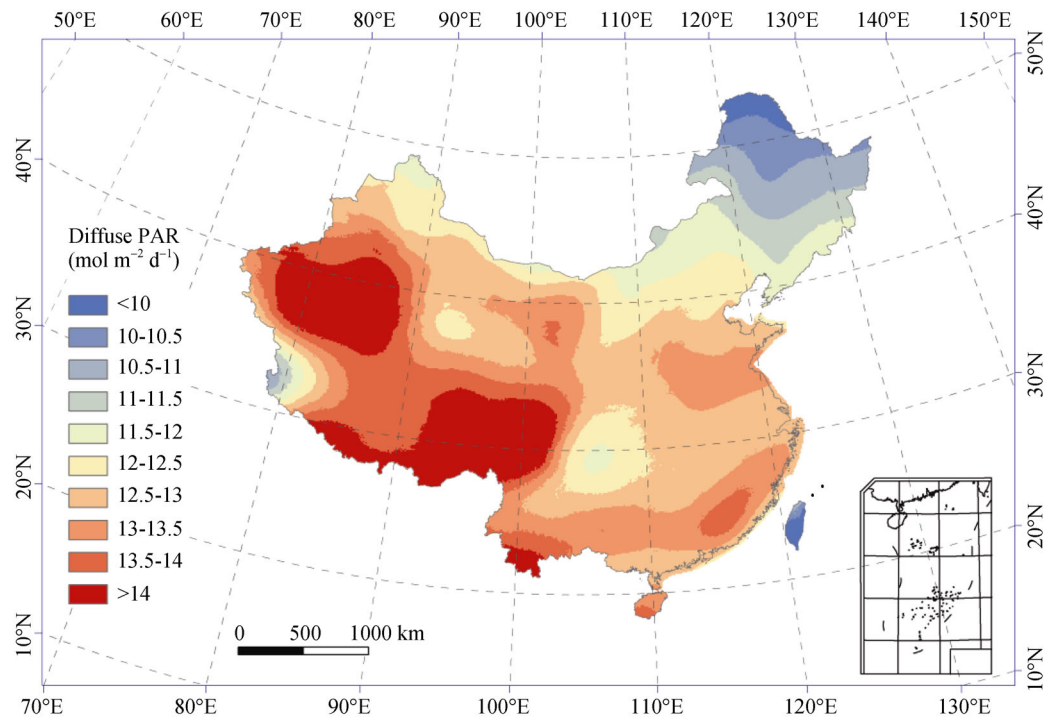 50°E 60°E 70°E 80°E 90°E 100°E 110°E 120°E 130°E 140°E 150°E
50°N
40°N
30°N
20°N
10°N
40°N
30°N
20°N
10°N
Diffuse PAR
(mol m⁻² d⁻¹)
<10
10-10.5
10.5-11
11-11.5
11.5-12
12-12.5
12.5-13
13-13.5
13.5-14
>14
0 500 1000 km
70°E 80°E 90°E 100°E 110°E 120°E 130°E